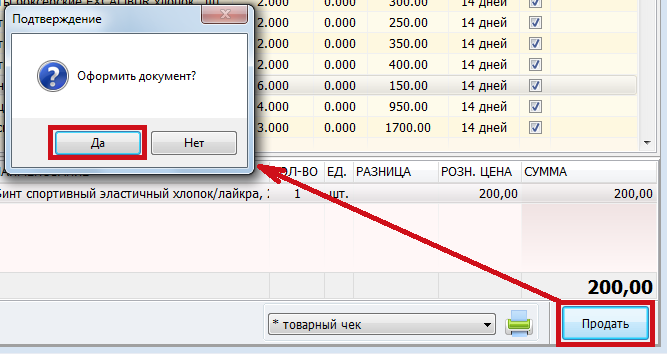 Подтверждение
Оформить документ?
Да
Нет
EXCALIBUR хлопок,
2.000 0.000 300.00 14 дней
2.000 0.000 250.00 14 дней
2.000 0.000 350.00 14 дней
2.000 0.000 400.00 14 дней
6.000 0.000 150.00 14 дней
4.000 0.000 950.00 14 дней
3.000 0.000 1700.00 14 дней
ОЛ-ВО ЕД. РАЗНИЦА РОЗН. ЦЕНА СУММА
Бинт спортивный эластичный хлопок/лайкра, 1 шт. 200,00 200,00
200,00
* товарный чек
Продать